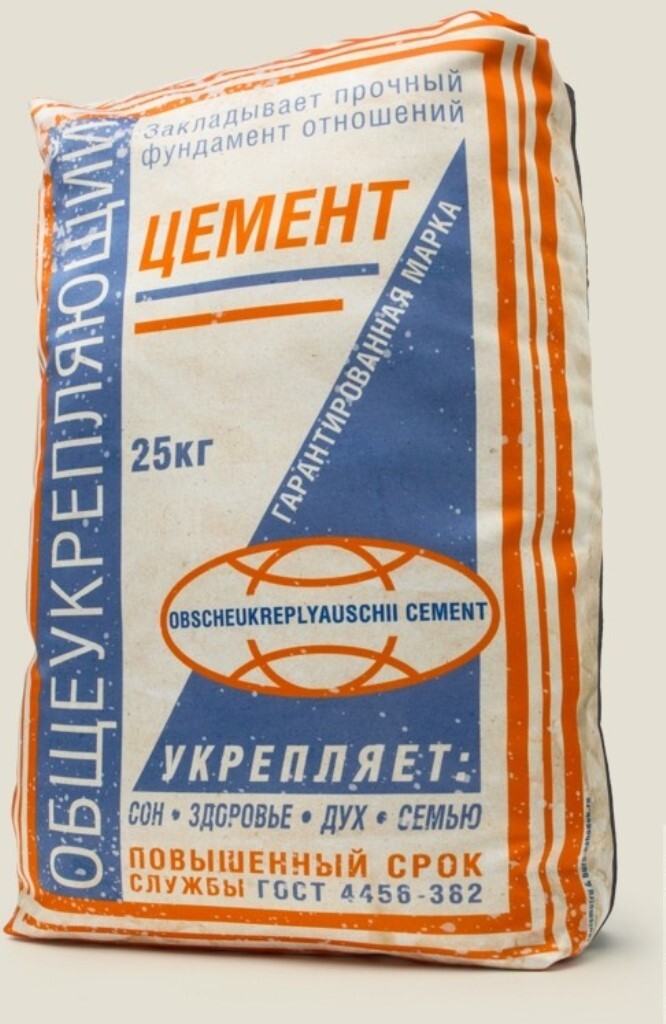 Закладывает прочный
фундамент отношений
ОБЩЕУКРЕПЛЯЮЩИЙ
ЦЕМЕНТ
ГАРАНТИРОВАННАЯ МАРКА
25КГ
OBSCHEUKREPLYAUSCHII CEMENT
УКРЕПЛЯЕТ:
СОН • ЗДОРОВЬЕ • ДУХ • СЕМЬЮ
ПОВЫШЕННЫЙ СРОК
СЛУЖБЫ ГОСТ 4456-382